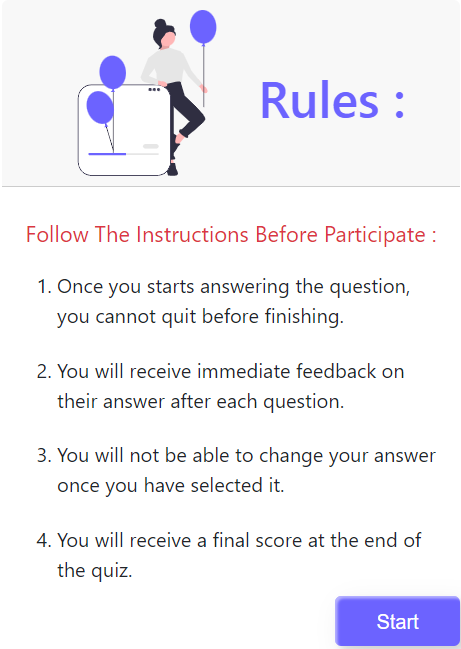 Rules :
Follow The Instructions Before Participate :
1. Once you starts answering the question,
you cannot quit before finishing.
2. You will receive immediate feedback on
their answer after each question.
3. You will not be able to change your answer
once you have selected it.
4. You will receive a final score at the end of
the quiz.
Start